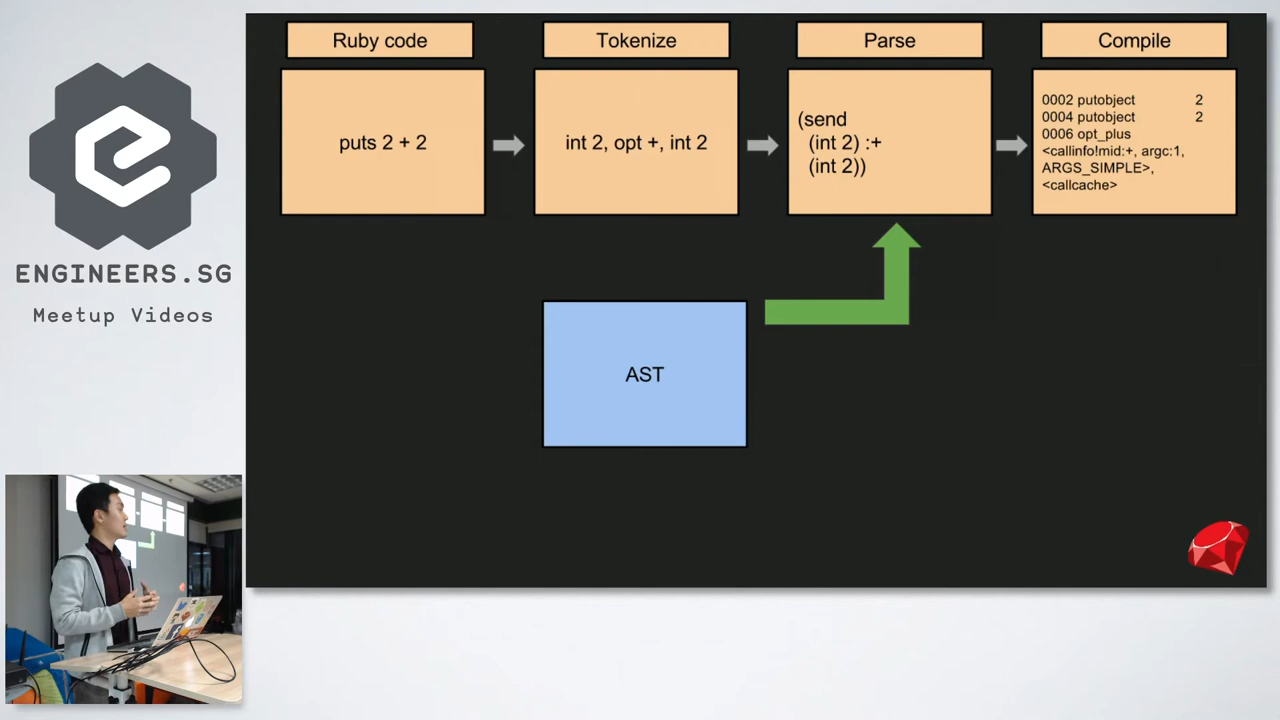 Ruby code
Tokenize
Parse
Compile
puts 2 + 2
int 2, opt +, int 2
(send
(int 2) :+
(int 2))
0002 putobject 2
0004 putobject 2
0006 opt_plus
<callinfo!mid:+, argc:1,
ARGS_SIMPLE>,
<callcache>
AST
ENGINEERS.SG
Meetup Videos